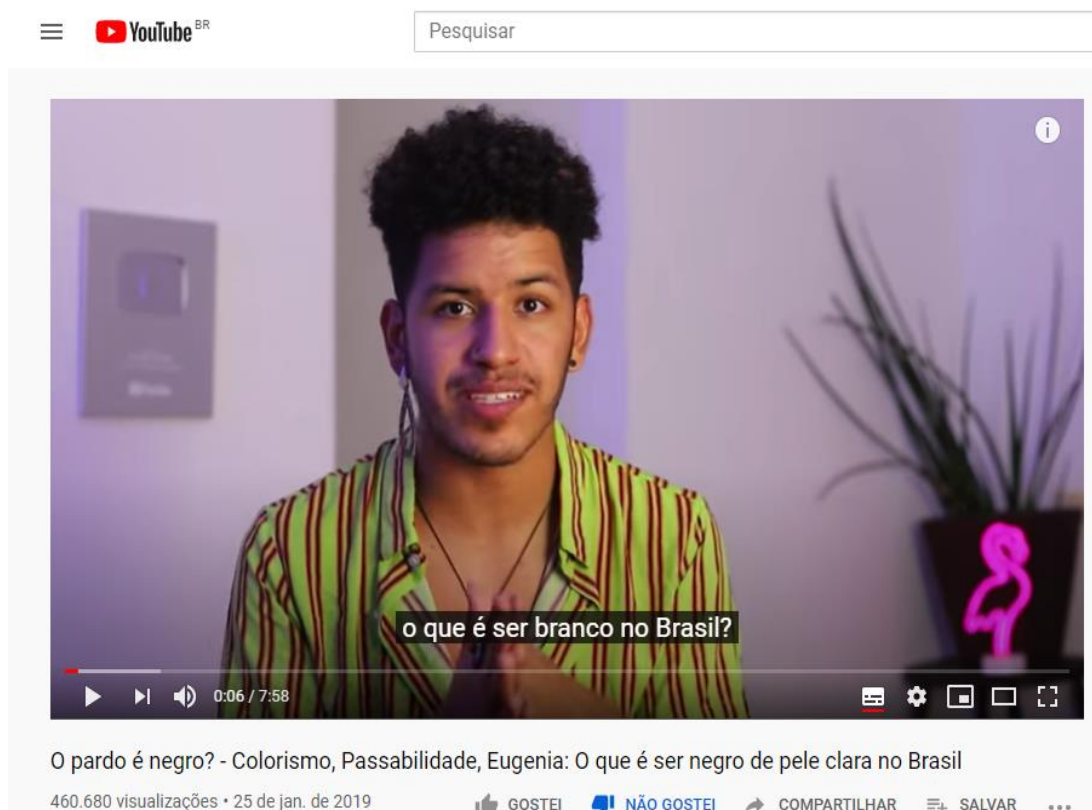 YouTube BR
Pesquisar
i
o que é ser branco no Brasil?
0:06 / 7:58
O pardo é negro? - Colorismo, Passabilidade, Eugenia: O que é ser negro de pele clara no Brasil
460.680 visualizações • 25 de jan. de 2019
GOSTEI NÃO GOSTEI COMPARTILHAR SALVAR ...